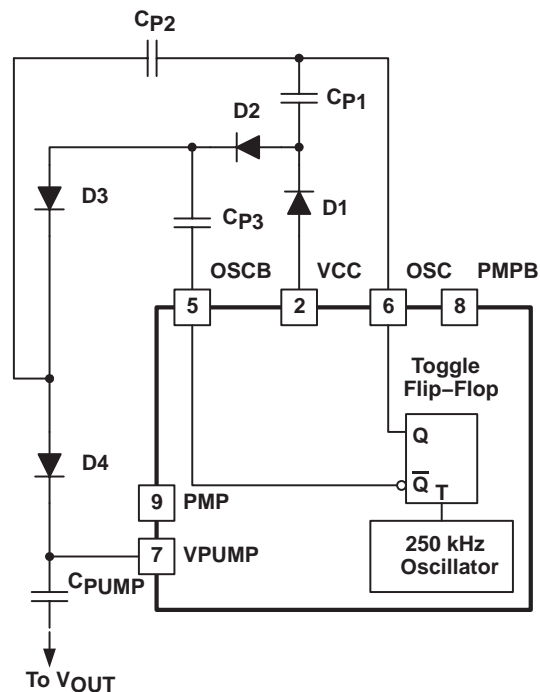 CP2
CP1
D2
D3
CP3
D1
OSCB
VCC
OSC
PMPB
5
2
6
8
Toggle
Flip–Flop
Q
D4
Q̅
T
9
PMP
7
VPUMP
250 kHz
Oscillator
CPUMP
To VOUT